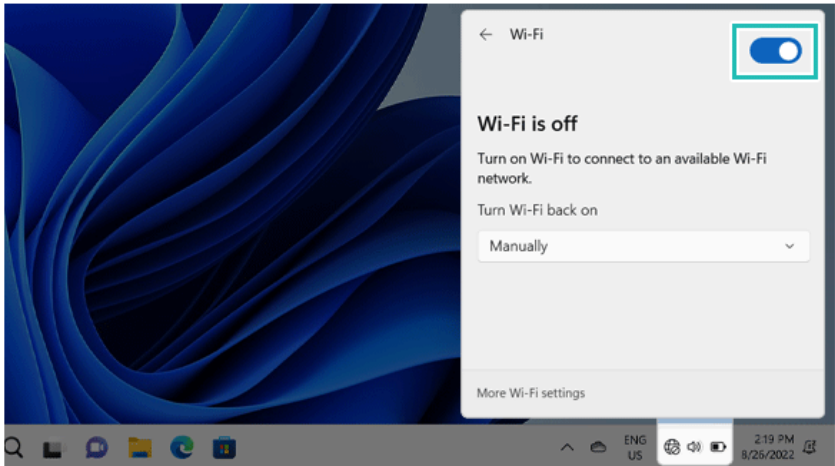 Wi-Fi
Wi-Fi is off
Turn on Wi-Fi to connect to an available Wi-Fi
network.
Turn Wi-Fi back on
Manually
More Wi-Fi settings
ENG
US
2:19 PM
8/26/2022